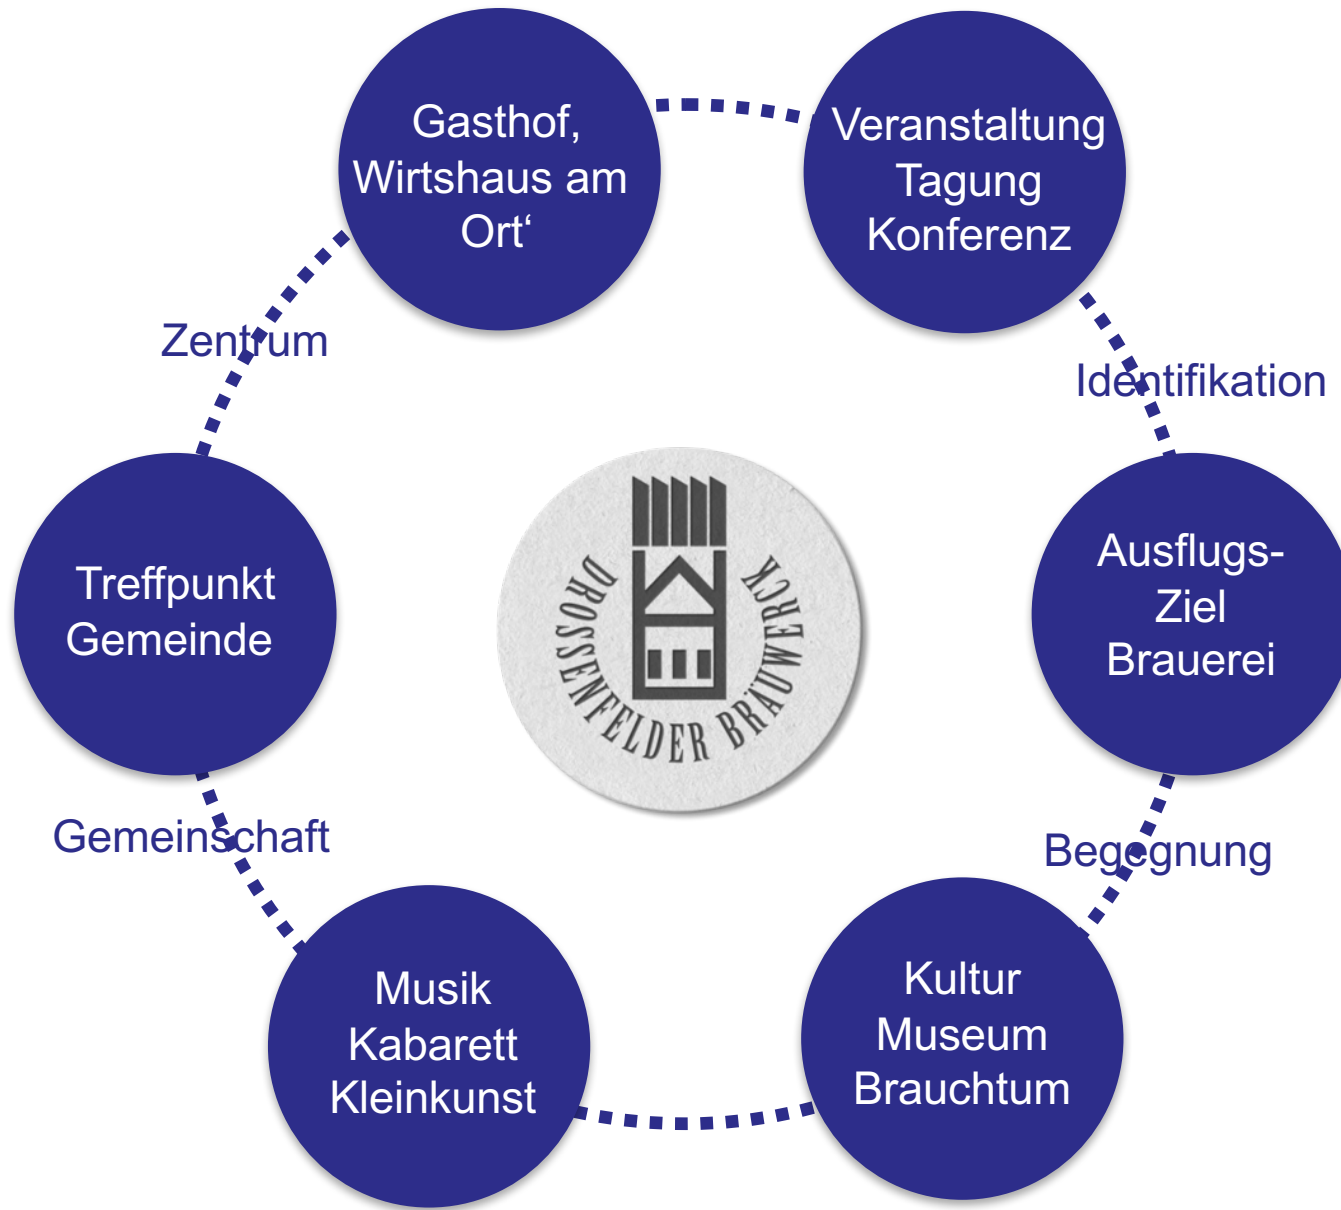 Gasthof,
Wirtshaus am
Ort‘
Veranstaltung
Tagung
Konferenz
Zentrum
Identifikation
Treffpunkt
Gemeinde
DROSSENFELDER BRÄUWERCK
Ausflugs-
Ziel
Brauerei
Gemeinschaft
Begegnung
Musik
Kabarett
Kleinkunst
Kultur
Museum
Brauchtum